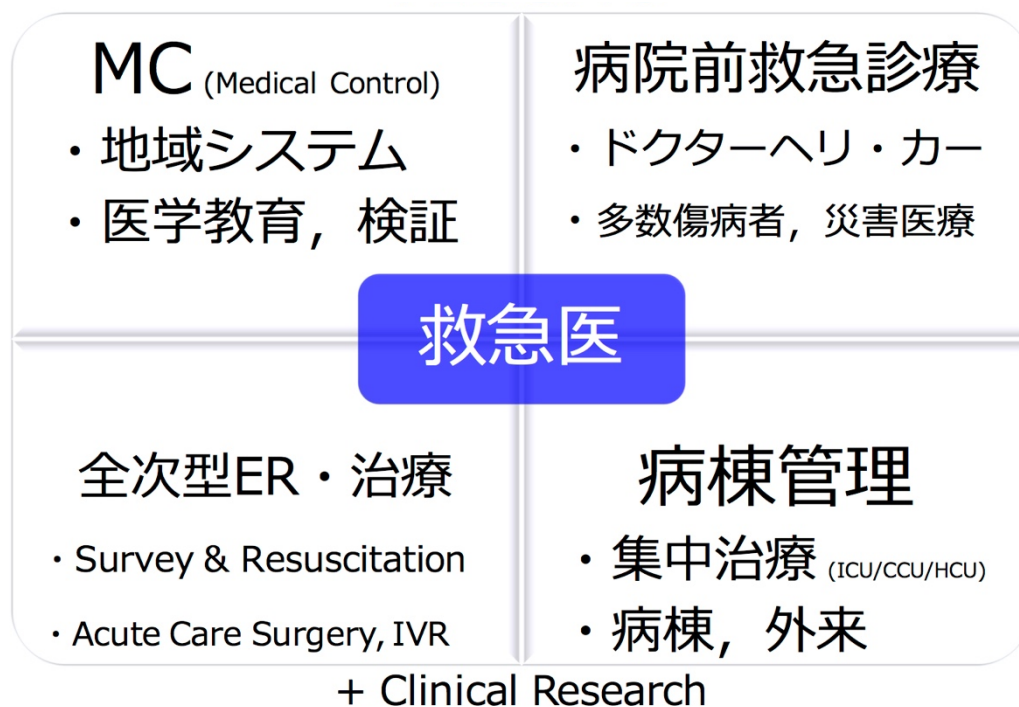 MC (Medical Control)
・地域システム
・医学教育，検証
病院前救急診療
・ドクターヘリ・カー
・多数傷病者，災害医療
救急医
全次型ER・治療
・Survey & Resuscitation
・Acute Care Surgery, IVR
病棟管理
・集中治療 (ICU/CCU/HCU)
・病棟，外来
+ Clinical Research